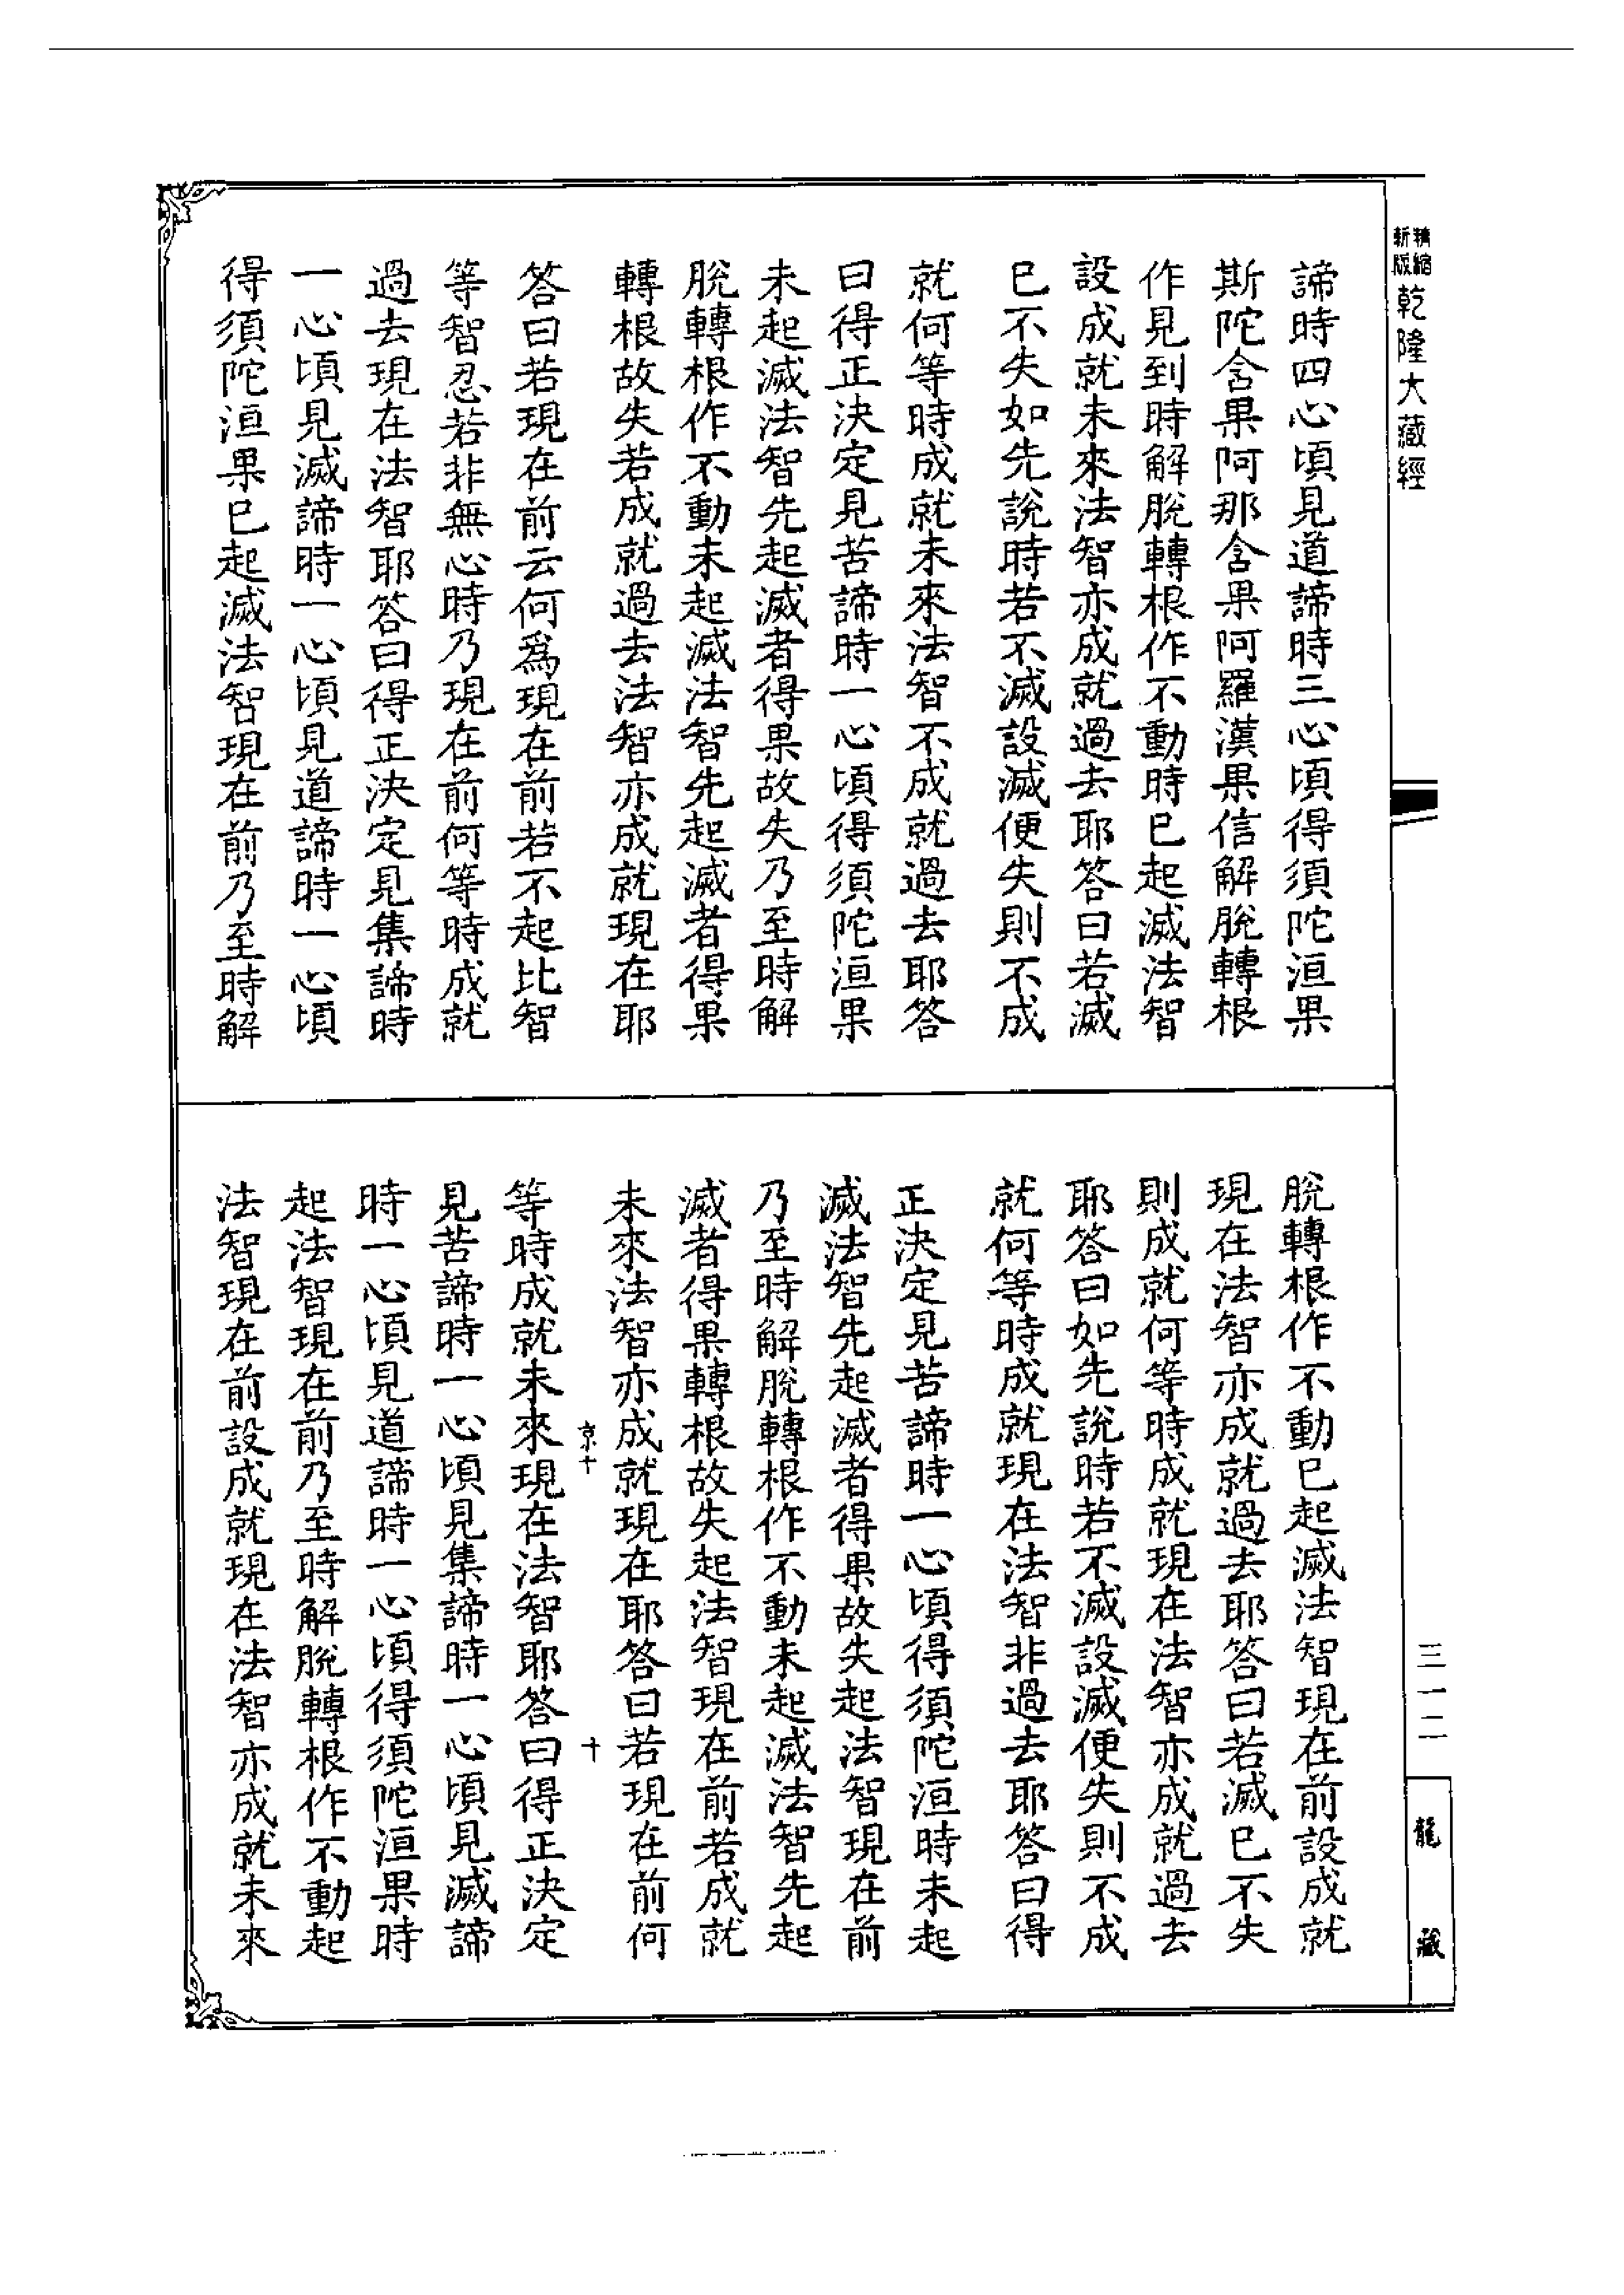 新版精縮乾隆大藏經
諦時四心頃見道諦時三心頃得須陀洹果
斯陀含果阿那含果阿羅漢果信解脫轉根
作見到時解脫轉根作不動時已起滅法智
設成就未來法智亦成就過去耶答曰若滅
已不失如先說時若不滅設滅便失則不成
就何等時成就未來法智不成就過去耶答
曰得正決定見苦諦時一心頃得須陀洹果
未起滅法智先起滅者得果故失乃至時解
脫轉根作不動未起滅法智先起滅者得果
轉根故失若成就過去法智亦成就現在耶
答曰若現在前云何為現在前若不起比智
等智忍若非無心時乃現在前何等時成就
過去現在法智耶答曰得正決定見集諦時
一心頃見滅諦時一心頃見道諦時一心頃
得須陀洹果已起滅法智現在前乃至時解
脫轉根作不動已起滅法智現在前設成就
現在法智亦成就過去耶答曰若滅已不失
則成就何等時成就現在法智亦成就過去
耶答曰如先說時若不滅設滅便失則不成
就何等時成就現在法智非過去耶答曰得
正決定見苦諦時一心頃得須陀洹時未起
滅法智先起滅者得果故失起法智現在前
乃至時解脫轉根作不動未起滅法智先起
滅者得果轉根故失起法智現在前若成就
未來法智亦成就現在耶答曰若現在前何
京十
十
等時成就未來現在法智耶答曰得正決定
見苦諦時一心頃見集諦時一心頃見滅諦
時一心頃見道諦時一心頃得須陀洹果時
起法智現在前乃至時解脫轉根作不動起
法智現在前設成就現在法智亦成就未來
三一二
龍藏